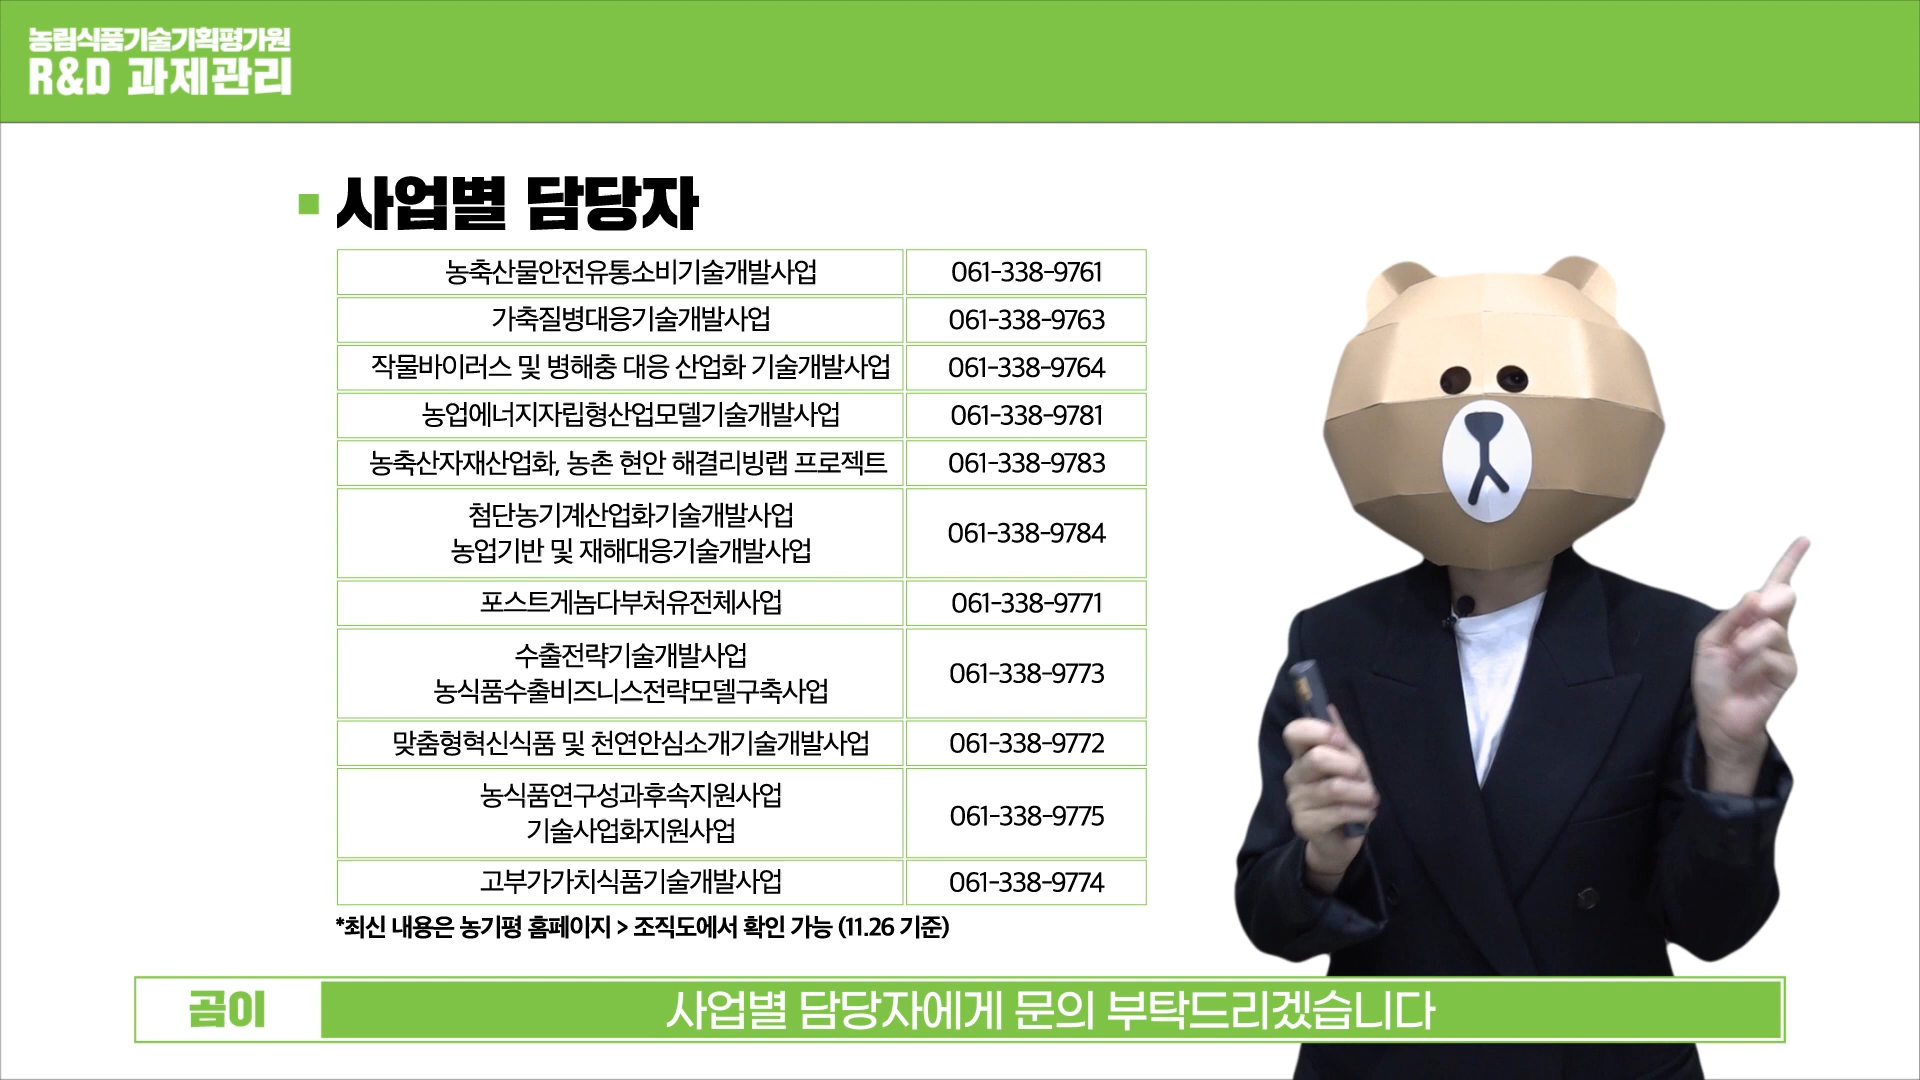 농림식품기술기획평가원
R&D 과제관리
사업별 담당자
농축산물안전유통소비기술개발사업 061-338-9761
가축질병대응기술개발사업 061-338-9763
작물바이러스 및 병해충 대응 산업화 기술개발사업 061-338-9764
농업에너지자립형산업모델기술개발사업 061-338-9781
농축산자재산업화, 농촌 현안 해결리빙랩 프로젝트 061-338-9783
첨단농기계산업화기술개발사업
농업기반 및 재해대응기술개발사업
061-338-9784
포스트게놈다부처유전체사업 061-338-9771
수출전략기술개발사업
농식품수출비즈니스전략모델구축사업
061-338-9773
맞춤형혁신식품 및 천연안심소개기술개발사업 061-338-9772
농식품연구성과후속지원사업
기술사업화지원사업
061-338-9775
고부가가치식품기술개발사업 061-338-9774
*최신 내용은 농기평 홈페이지 > 조직도에서 확인 가능 (11.26 기준)
곰이
사업별 담당자에게 문의 부탁드리겠습니다